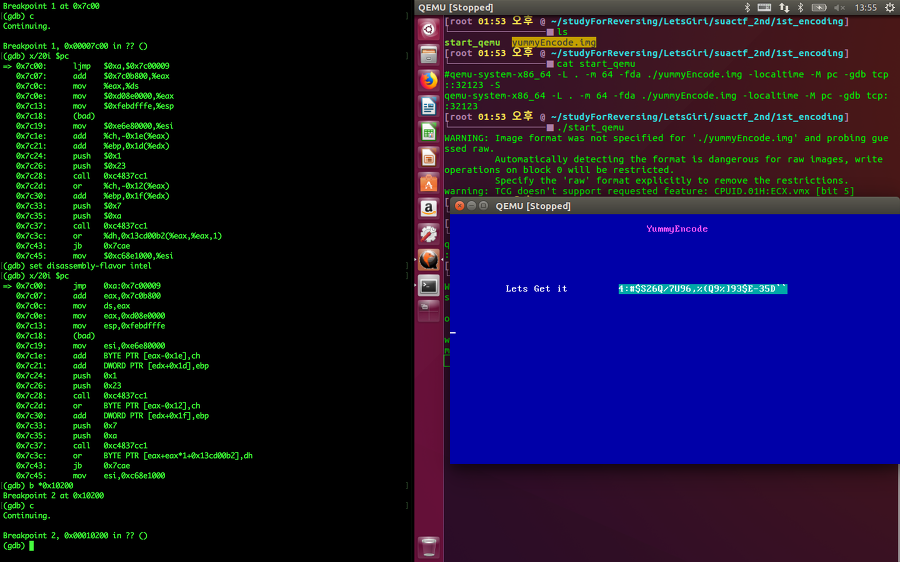 Breakpoint 1 at 0x7c00
(gdb) c
Continuing.
Breakpoint 1, 0x00007c00 in ?? ()
(gdb) x/20i $pc
=> 0x7c00: ljmp $0xa,$0x7c00009
0x7c07: add $0x7c0b800,%eax
0x7c0c: mov %eax,%ds
0x7c0e: mov $0xd08e0000,%eax
0x7c13: mov $0xfebdfffe,%esp
0x7c18: (bad)
0x7c19: mov $0xe6e80000,%esi
0x7c1e: add %ch,-0x1e(%eax)
0x7c21: add %ebp,0x1d(%edx)
0x7c24: push $0x1
0x7c26: push $0x23
0x7c28: call 0xc4837cc1
0x7c2d: or %ch,-0x12(%eax)
0x7c30: add %ebp,0x1f(%edx)
0x7c33: push $0x7
0x7c35: push $0xa
0x7c37: call 0xc4837cc1
0x7c3c: or %dh,0x13cd00b2(%eax,%eax,1)
0x7c43: jb 0x7cae
0x7c45: mov $0xc68e1000,%esi
(gdb) set disassembly-flavor intel
(gdb) x/20i $pc
=> 0x7c00: jmp 0xa:0x7c00009
0x7c07: add eax,0x7c0b800
0x7c0c: mov ds,eax
0x7c0e: mov eax,0xd08e0000
0x7c13: mov esp,0xfebdfffe
0x7c18: (bad)
0x7c19: mov esi,0xe6e80000
0x7c1e: add BYTE PTR [eax-0x1e],ch
0x7c21: add DWORD PTR [edx+0x1d],ebp
0x7c24: push 0x1
0x7c26: push 0x23
0x7c28: call 0xc4837cc1
0x7c2d: or BYTE PTR [eax-0x12],ch
0x7c30: add DWORD PTR [edx+0x1f],ebp
0x7c33: push 0x7
0x7c35: push 0xa
0x7c37: call 0xc4837cc1
0x7c3c: or BYTE PTR [eax+eax*1+0x13cd00b2],dh
0x7c43: jb 0x7cae
0x7c45: mov esi,0xc68e1000
(gdb) b *0x10200
Breakpoint 2 at 0x10200
(gdb) c
Continuing.
Breakpoint 2, 0x00010200 in ?? ()
(gdb)
QEMU [Stopped] 13:55
[root 01:53 오후 @ ~/studyForReversing/LetsGiri/suactf_2nd/1st_encoding]
ls
start_qemu yummyEncode.img
[root 01:53 오후 @ ~/studyForReversing/LetsGiri/suactf_2nd/1st_encoding]
cat start_qemu
#qemu-system-x86_64 -L . -m 64 -fda ./yummyEncode.img -localtime -M pc -gdb tcp
::32123 -S
qemu-system-x86_64 -L . -m 64 -fda ./yummyEncode.img -localtime -M pc -gdb tcp:
:32123
[root 01:53 오후 @ ~/studyForReversing/LetsGiri/suactf_2nd/1st_encoding]
./start_qemu
WARNING: Image format was not specified for './yummyEncode.img' and probing gue
ssed raw.
Automatically detecting the format is dangerous for raw images, write
operations on block 0 will be restricted.
Specify the 'raw' format explicitly to remove the restrictions.
warning: TCG doesn't support requested feature: CPUID.01H:ECX.vmx [bit 5]
QEMU [Stopped]
YummyEncode
Lets Get it 4:#$S26Q/7U96,%(Q9%)93$E-35D``